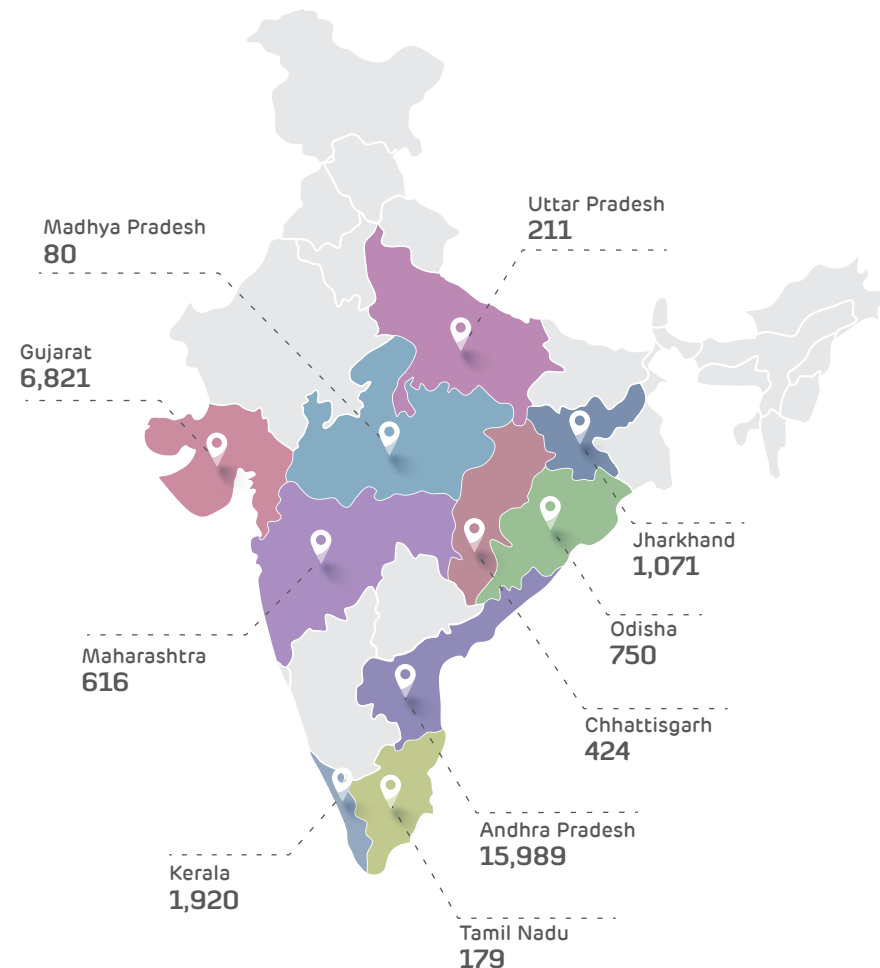 Uttar Pradesh
211
Madhya Pradesh
80
Gujarat
6,821
Jharkhand
1,071
Odisha
750
Maharashtra
616
Chhattisgarh
424
Andhra Pradesh
15,989
Kerala
1,920
Tamil Nadu
179